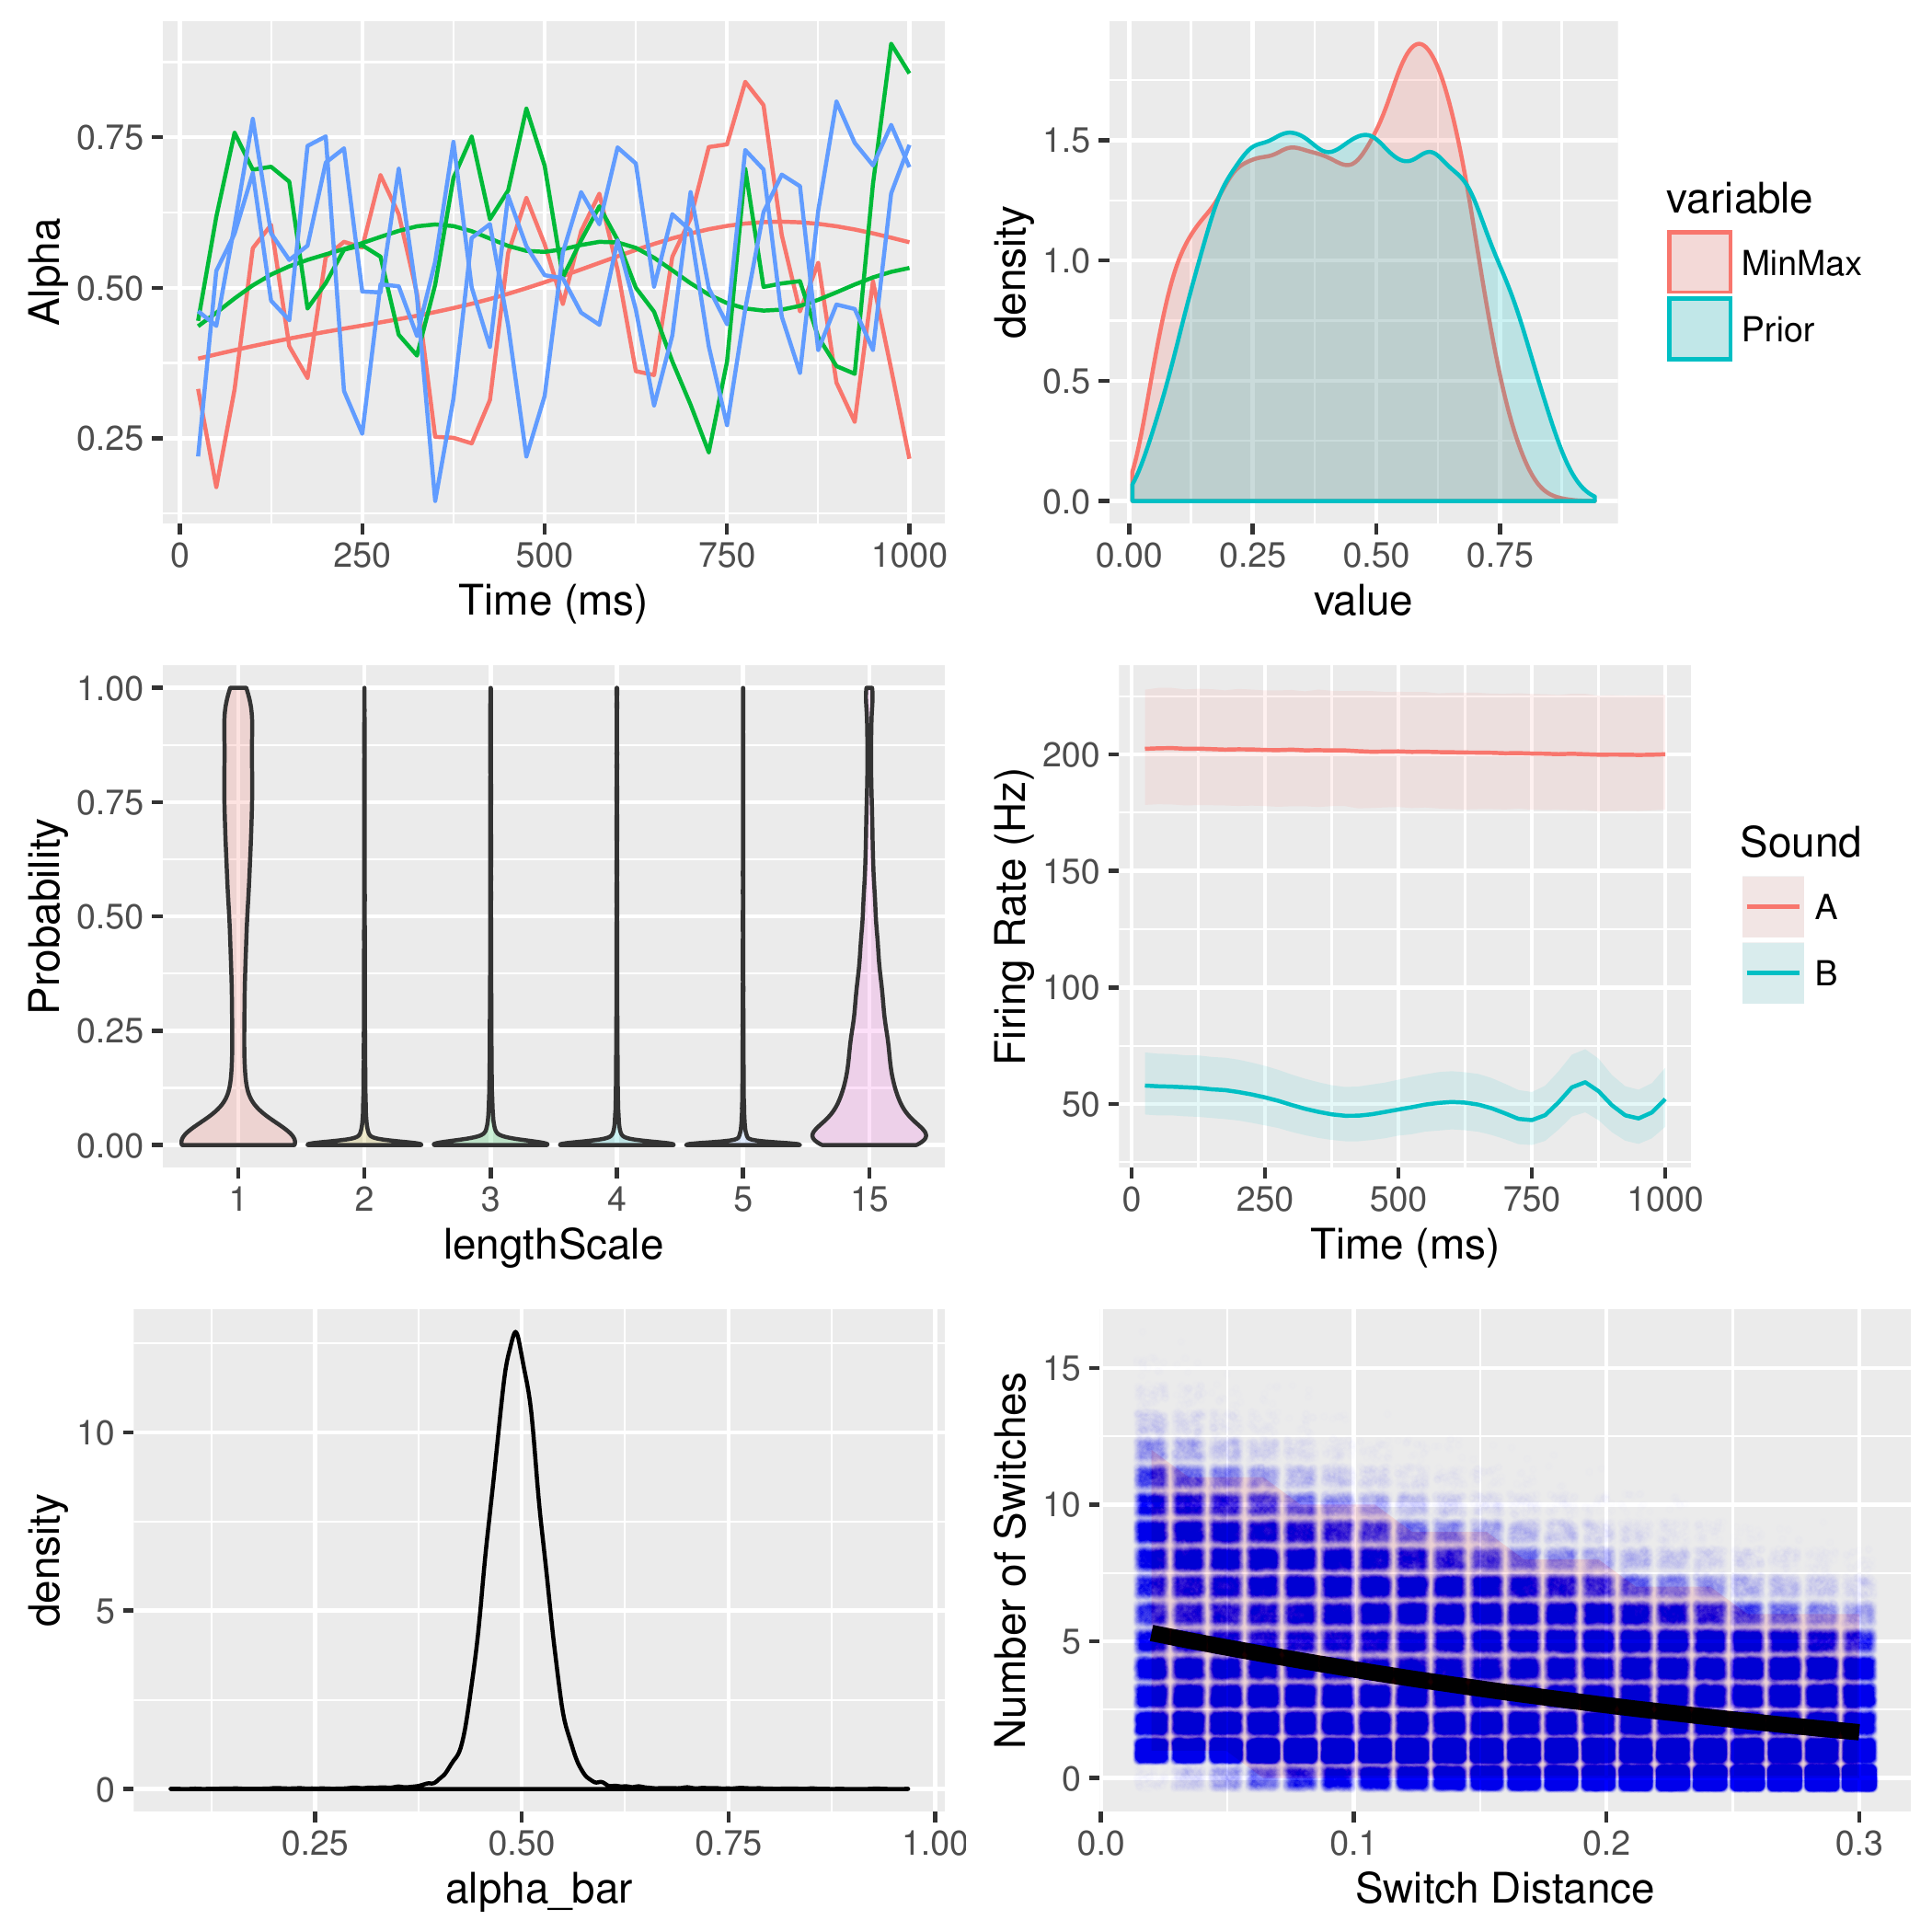 Alpha
0.75
0.50
0.25
0 250 500 750 1000
Time (ms)
density
1.5
1.0
0.5
0.0
0.00 0.25 0.50 0.75
value
variable
MinMax
Prior
Probability
1.00
0.75
0.50
0.25
0.00
1 2 3 4 5 15
lengthScale
Firing Rate (Hz)
200
150
100
50
0 250 500 750 1000
Time (ms)
Sound
A
B
density
10
5
0
0.25 0.50 0.75 1.00
alpha_bar
Number of Switches
15
10
5
0
0.0 0.1 0.2 0.3
Switch Distance